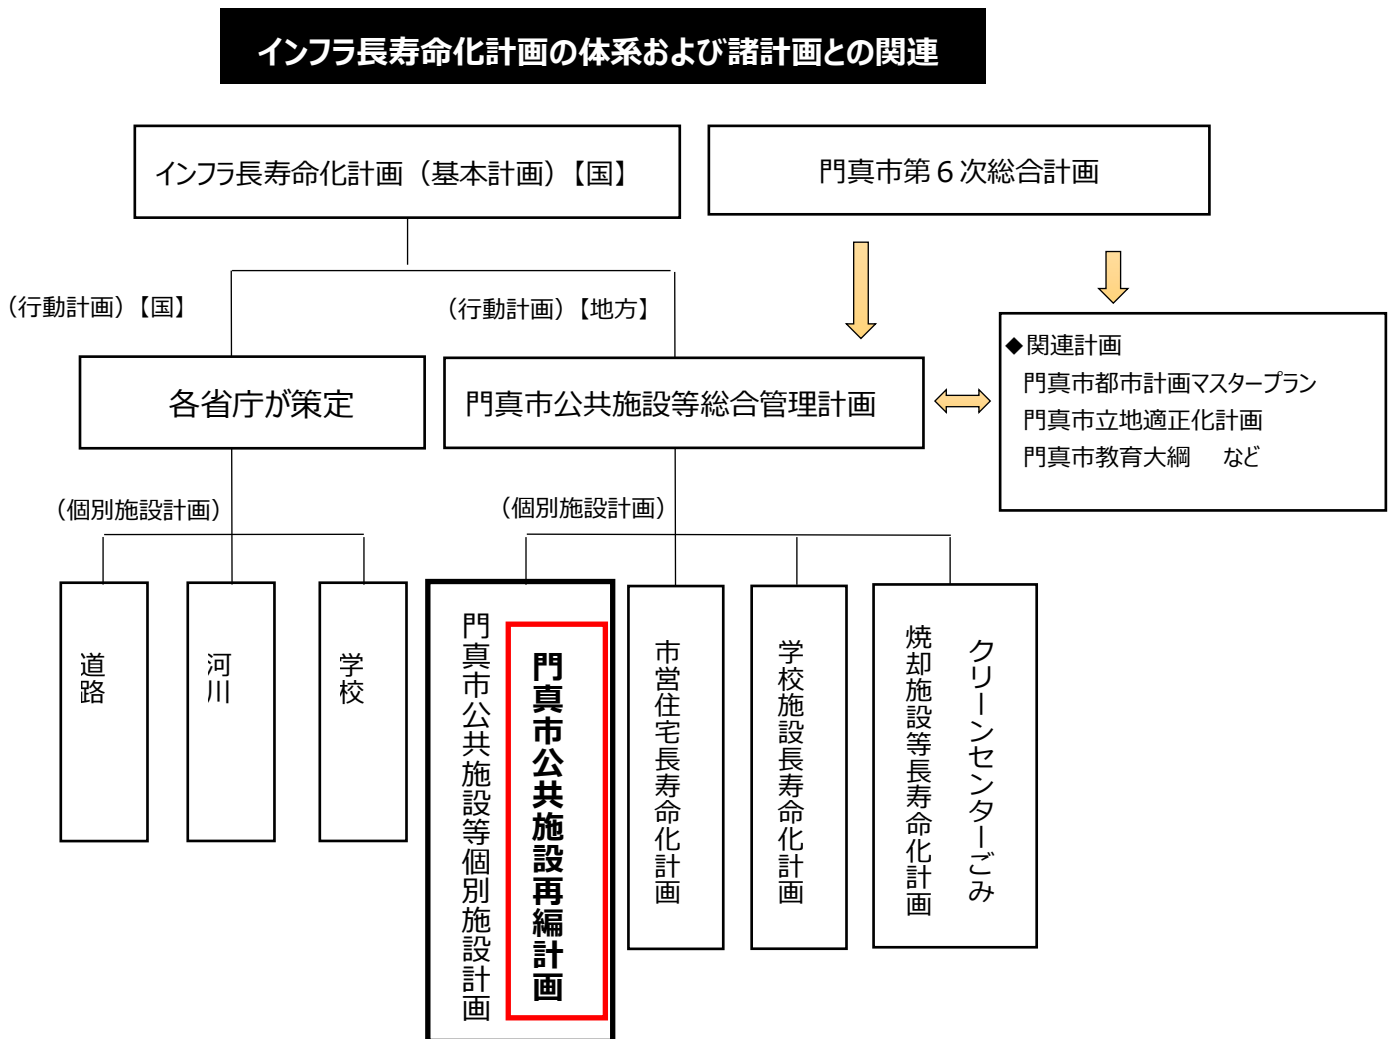 インフラ長寿命化計画の体系および諸計画との関連
インフラ長寿命化計画（基本計画）【国】
門真市第６次総合計画
（行動計画）【国】
（行動計画）【地方】
各省庁が策定
門真市公共施設等総合管理計画
◆関連計画
門真市都市計画マスタープラン
門真市立地適正化計画
門真市教育大綱　など
（個別施設計画）
（個別施設計画）
道路
河川
学校
門真市公共施設等個別施設計画
門真市公共施設再編計画
市営住宅長寿命化計画
学校施設長寿命化計画
クリーンセンターごみ
焼却施設等長寿命化計画